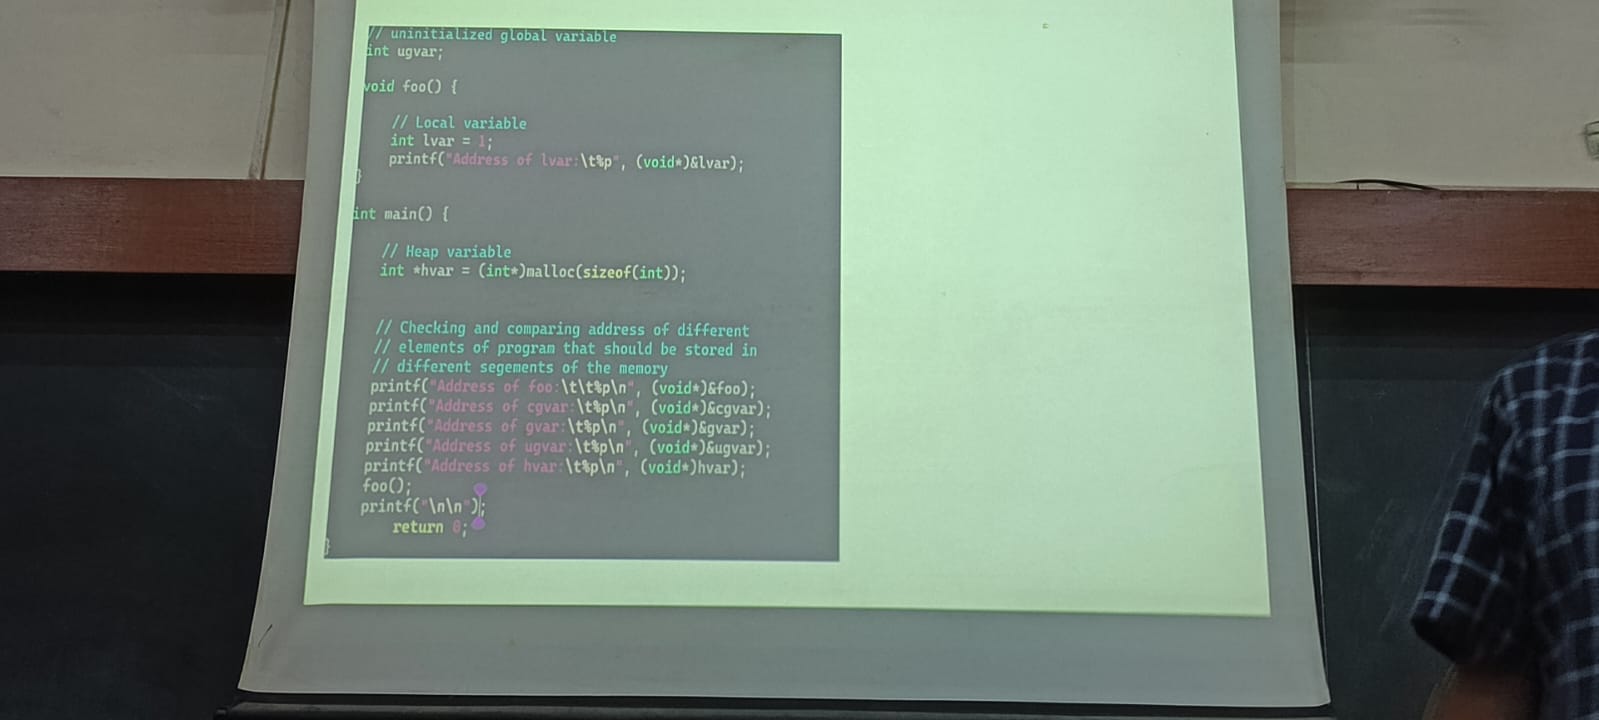 // uninitialized global variable
int ugvar;
void foo() {
// Local variable
int lvar = 1;
printf("Address of lvar:\t%p", (void*)&lvar);
}
int main() {
// Heap variable
int *hvar = (int*)malloc(sizeof(int));
// Checking and comparing address of different
// elements of program that should be stored in
// different segements of the memory
printf("Address of foo:\t\t%p\n", (void*)&foo);
printf("Address of cgvar:\t%p\n", (void*)&cgvar);
printf("Address of gvar:\t%p\n", (void*)&gvar);
printf("Address of ugvar:\t%p\n", (void*)&ugvar);
printf("Address of hvar:\t%p\n", (void*)hvar);
foo();
printf("\n\n");
return 0;
}